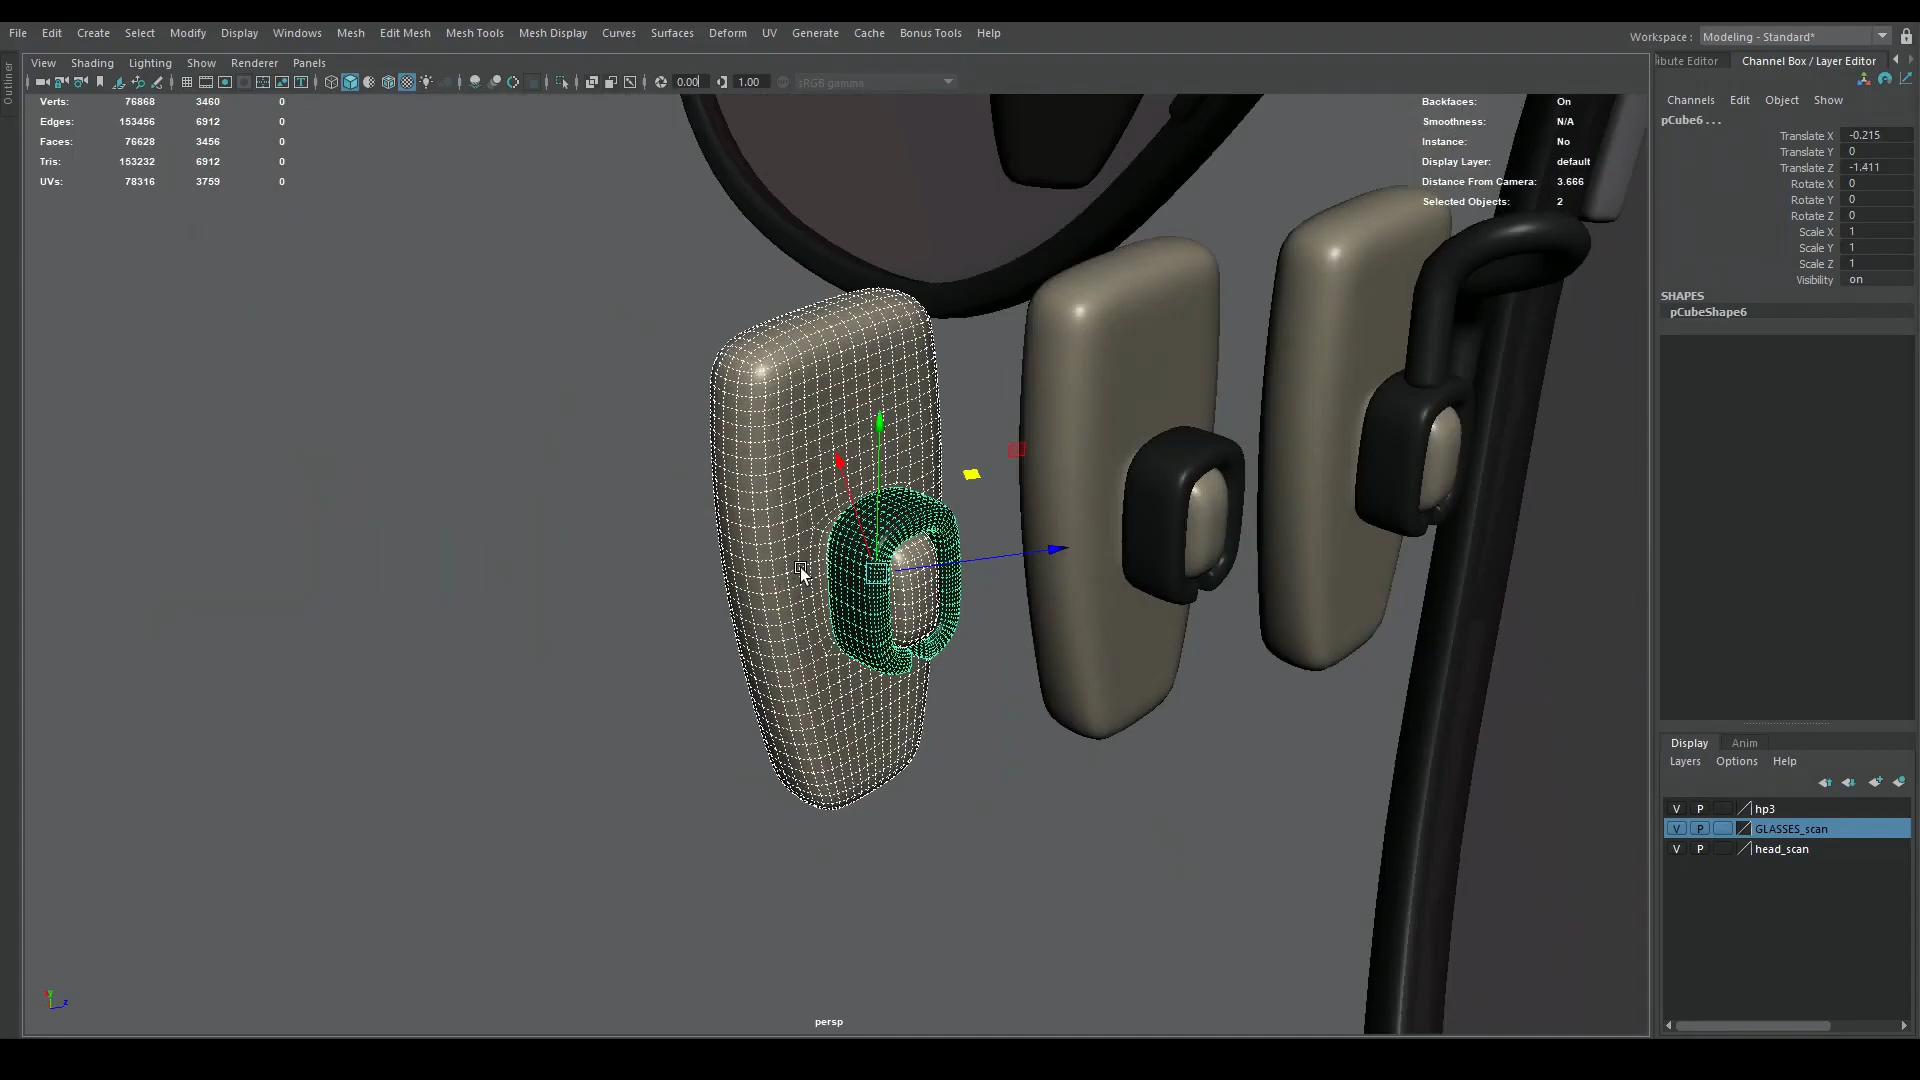 File Edit Create Select Modify Display Windows Mesh Edit Mesh Mesh Tools Mesh Display Curves Surfaces Deform UV Generate Cache Bonus Tools Help
Workspace : Modeling - Standard*
View Shading Lighting Show Renderer Panels
ibute Editor Channel Box / Layer Editor
Outliner
0.00 1.00 sRGB gamma
Verts: 76868 3460 0
Edges: 153456 6912 0
Faces: 76628 3456 0
Tris: 153232 6912 0
UVs: 78316 3759 0
Backfaces: On
Smoothness: N/A
Instance: No
Display Layer: default
Distance From Camera: 3.666
Selected Objects: 2
Channels Edit Object Show
pCube6 . . .
Translate X -0.215
Translate Y 0
Translate Z -1.411
Rotate X 0
Rotate Y 0
Rotate Z 0
Scale X 1
Scale Y 1
Scale Z 1
Visibility on
SHAPES
pCubeShape6
Display Anim
Layers Options Help
V P hp3
V P GLASSES_scan
V P head_scan
y
z
persp